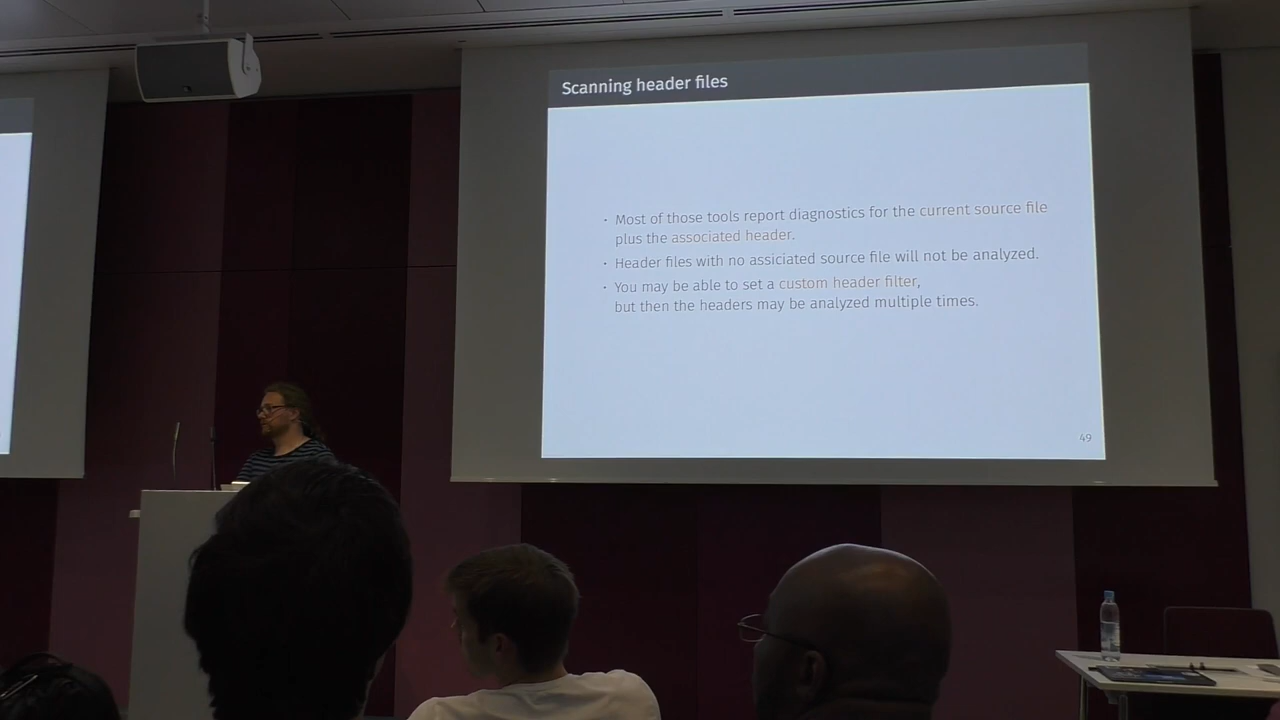 Scanning header files
· Most of those tools report diagnostics for the current source file
plus the associated header.
· Header files with no assiciated source file will not be analyzed.
· You may be able to set a custom header filter,
but then the headers may be analyzed multiple times.
49